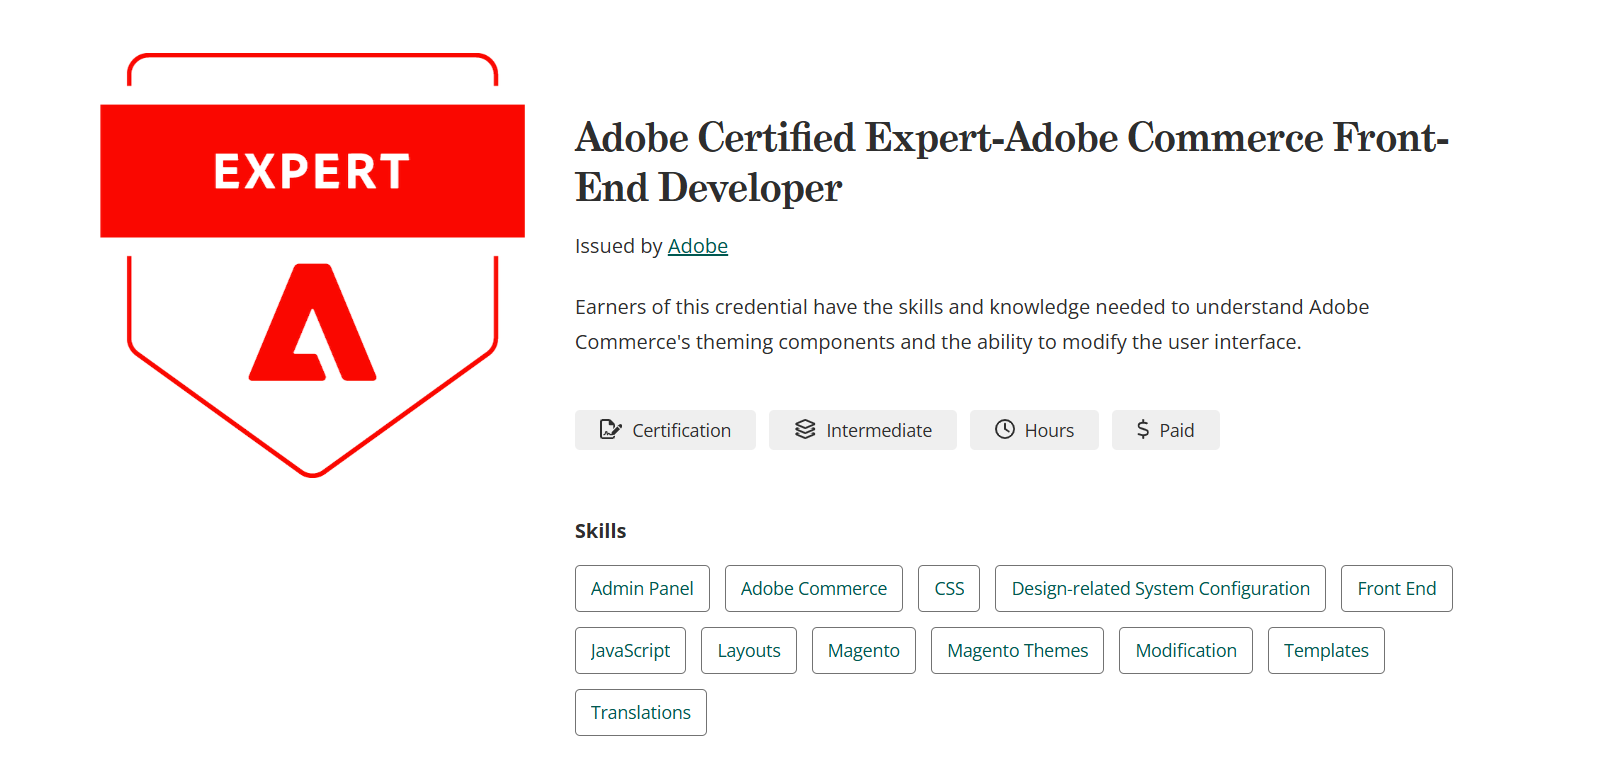 EXPERT
Adobe Certified Expert-Adobe Commerce Front-
End Developer
Issued by Adobe
Earners of this credential have the skills and knowledge needed to understand Adobe
Commerce's theming components and the ability to modify the user interface.
Certification Intermediate Hours $ Paid
Skills
Admin Panel Adobe Commerce CSS Design-related System Configuration Front End
JavaScript Layouts Magento Magento Themes Modification Templates
Translations